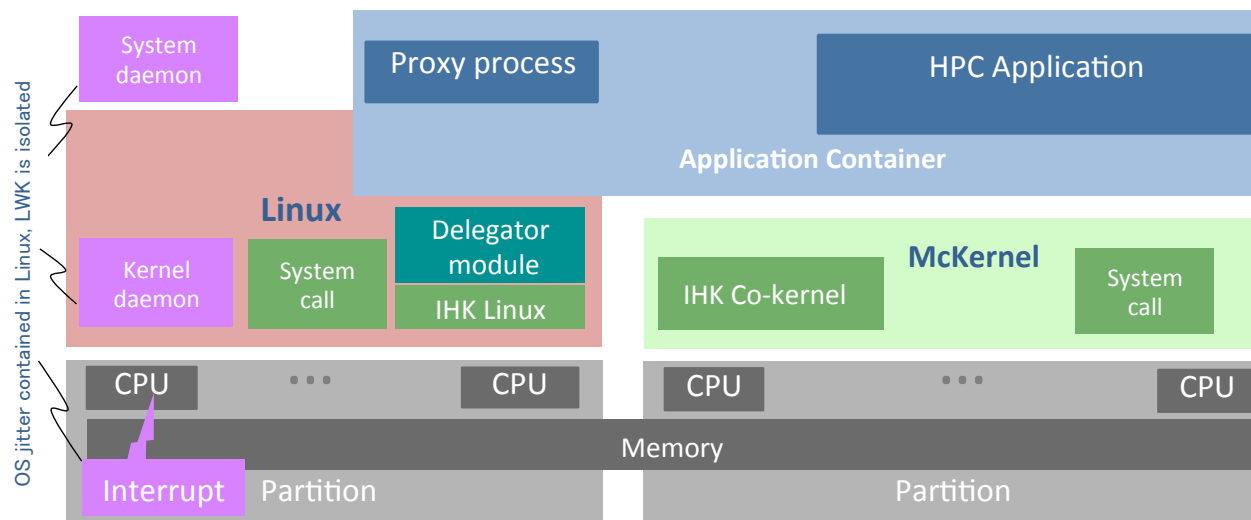 OS jitter contained in Linux, LWK is isolated
System
daemon
Proxy process
HPC Application
Application Container
Linux
Delegator
module
Kernel
daemon
System
call
IHK Linux
McKernel
IHK Co-kernel
System
call
CPU
...
CPU
CPU
...
CPU
Memory
Interrupt
Partition
Partition